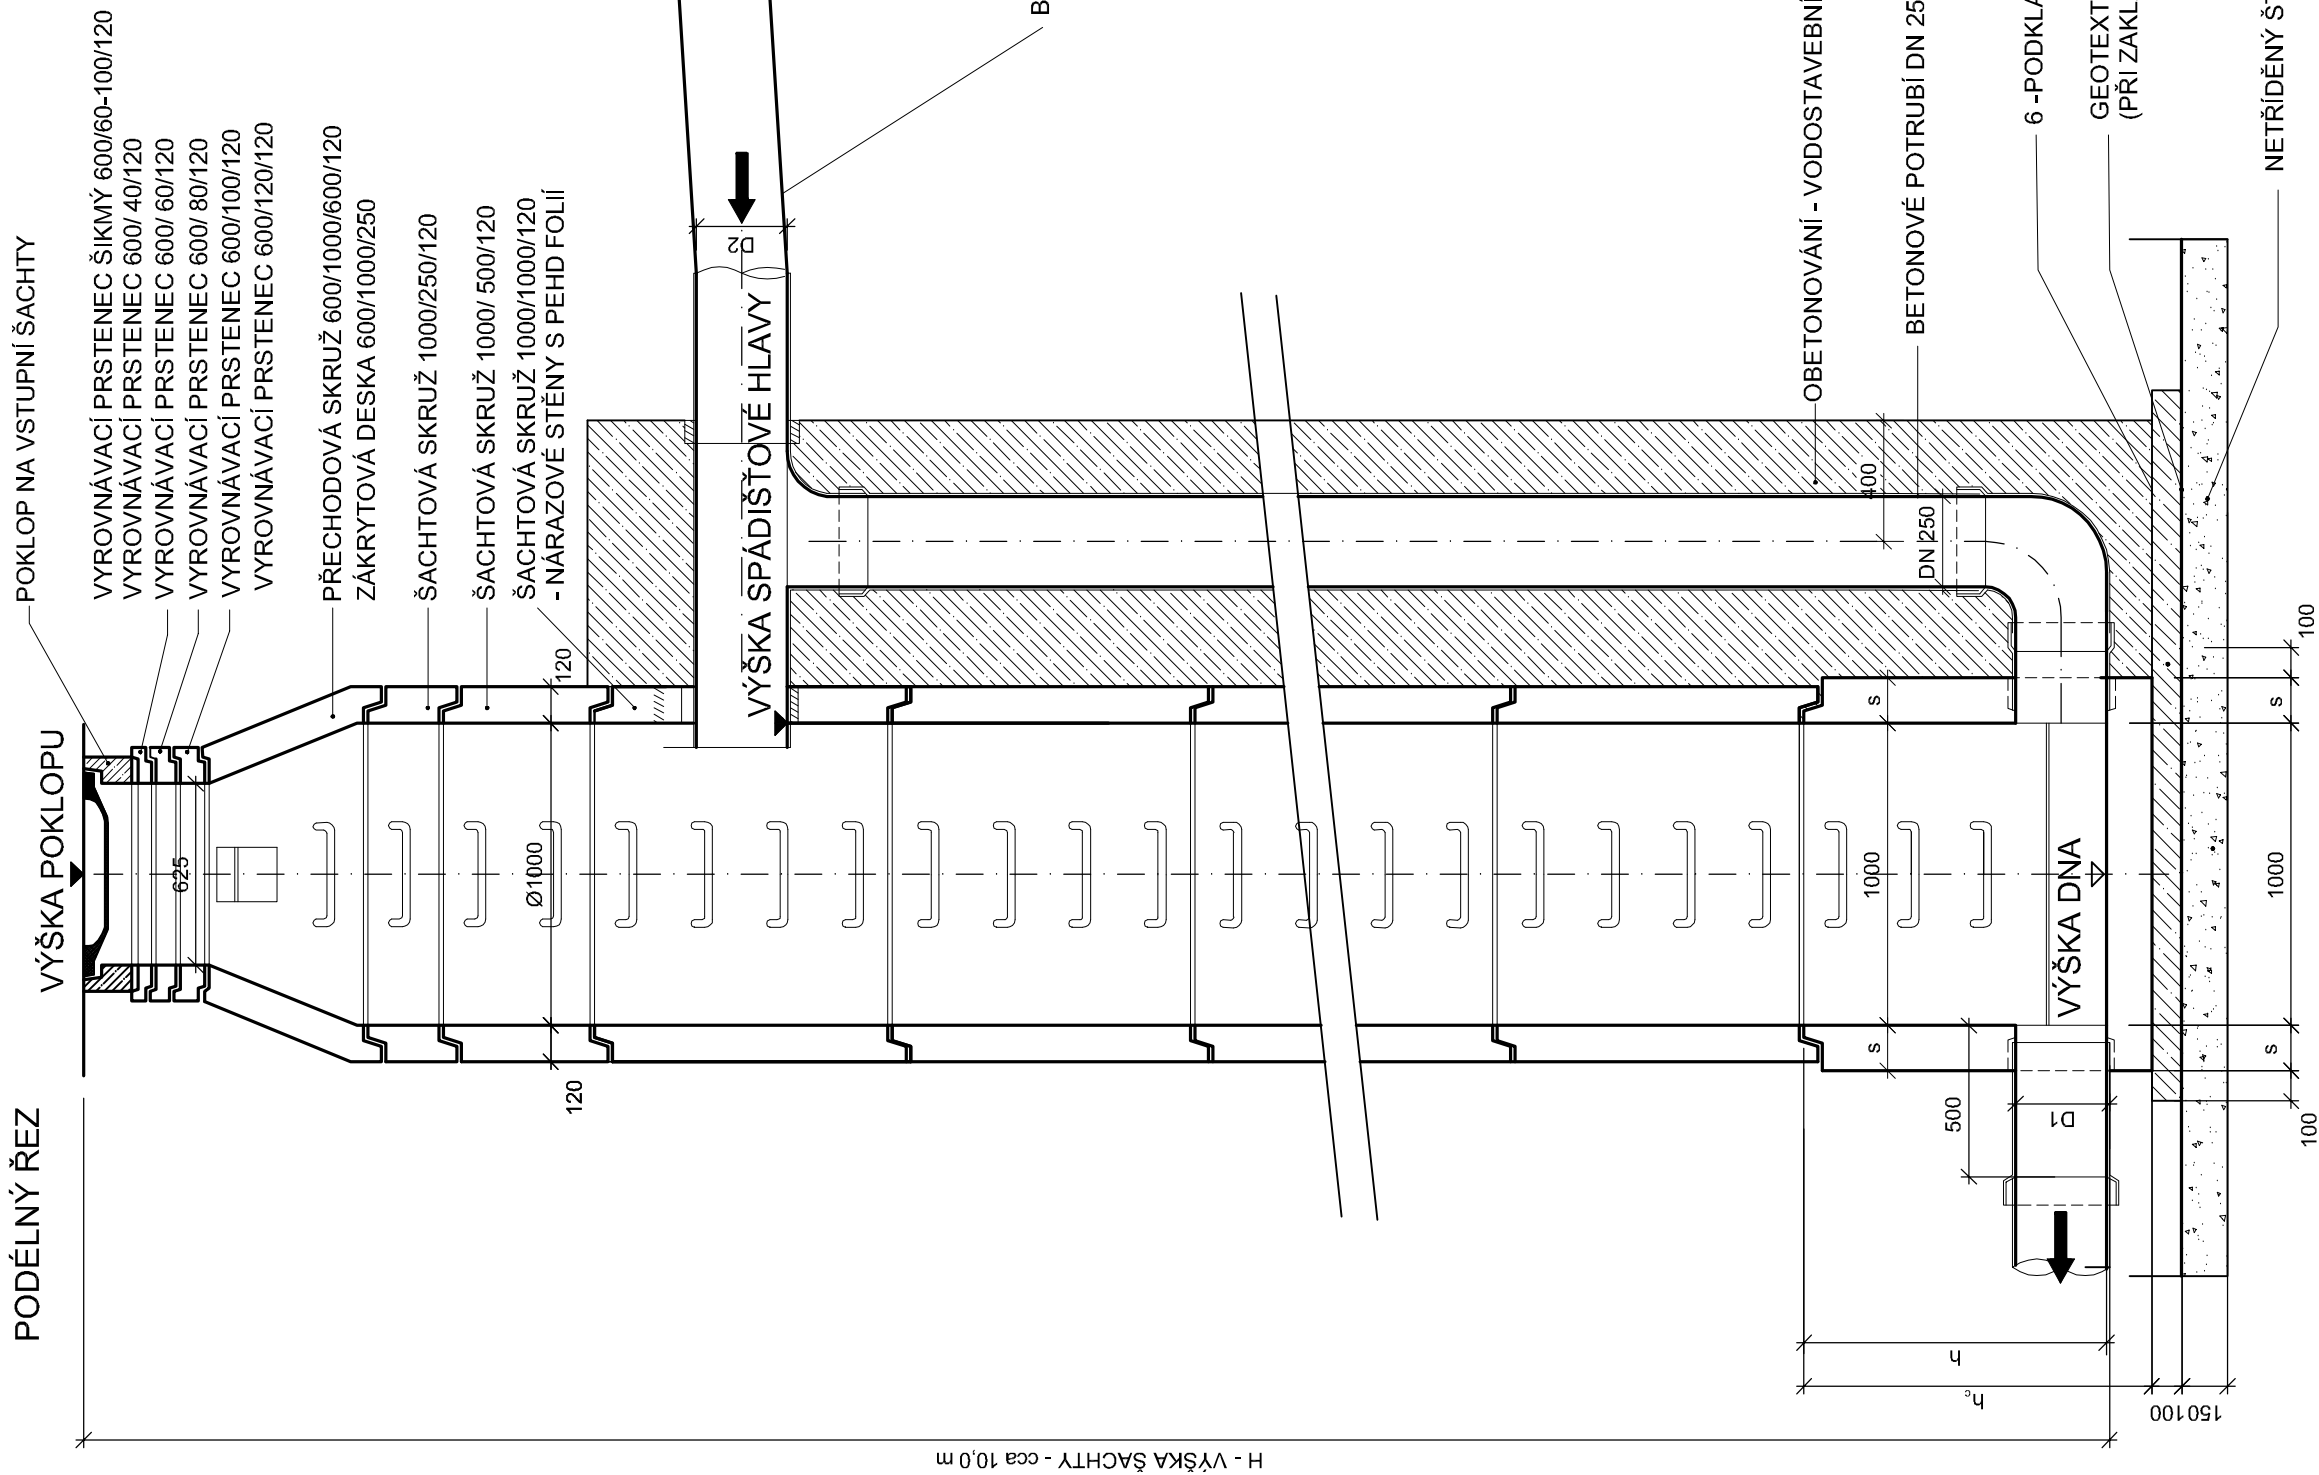 PODÉLNÝ ŘEZ
VÝŠKA POKLOPU
POKLOP NA VSTUPNÍ ŠACHTY
VYROVNÁVACÍ PRSTENEC ŠIKMÝ 600/60-100/120
VYROVNÁVACÍ PRSTENEC 600/ 40/120
VYROVNÁVACÍ PRSTENEC 600/ 60/120
VYROVNÁVACÍ PRSTENEC 600/ 80/120
VYROVNÁVACÍ PRSTENEC 600/100/120
VYROVNÁVACÍ PRSTENEC 600/120/120
PŘECHODOVÁ SKRUŽ 600/1000/600/120
ZÁKRYTOVÁ DESKA 600/1000/250
ŠACHTOVÁ SKRUŽ 1000/250/120
ŠACHTOVÁ SKRUŽ 1000/ 500/120
ŠACHTOVÁ SKRUŽ 1000/1000/120
- NÁRAZOVÉ STĚNY S PEHD FOLIÍ
625
120
Ø1000
120
D2
B
VÝŠKA SPÁDIŠŤOVÉ HLAVY
OBETONOVÁNÍ - VODOSTAVEBNÍ
400
BETONOVÉ POTRUBÍ DN 25
DN 250
6 -PODKLA
GEOTEXT
(PŘI ZAKL
NETŘÍDĚNÝ ŠT
s
1000
s
500
D1
VÝŠKA DNA
100
s
1000
s
100
h
hc
150
100
H - VÝŠKA ŠACHTY - cca 10,0 m